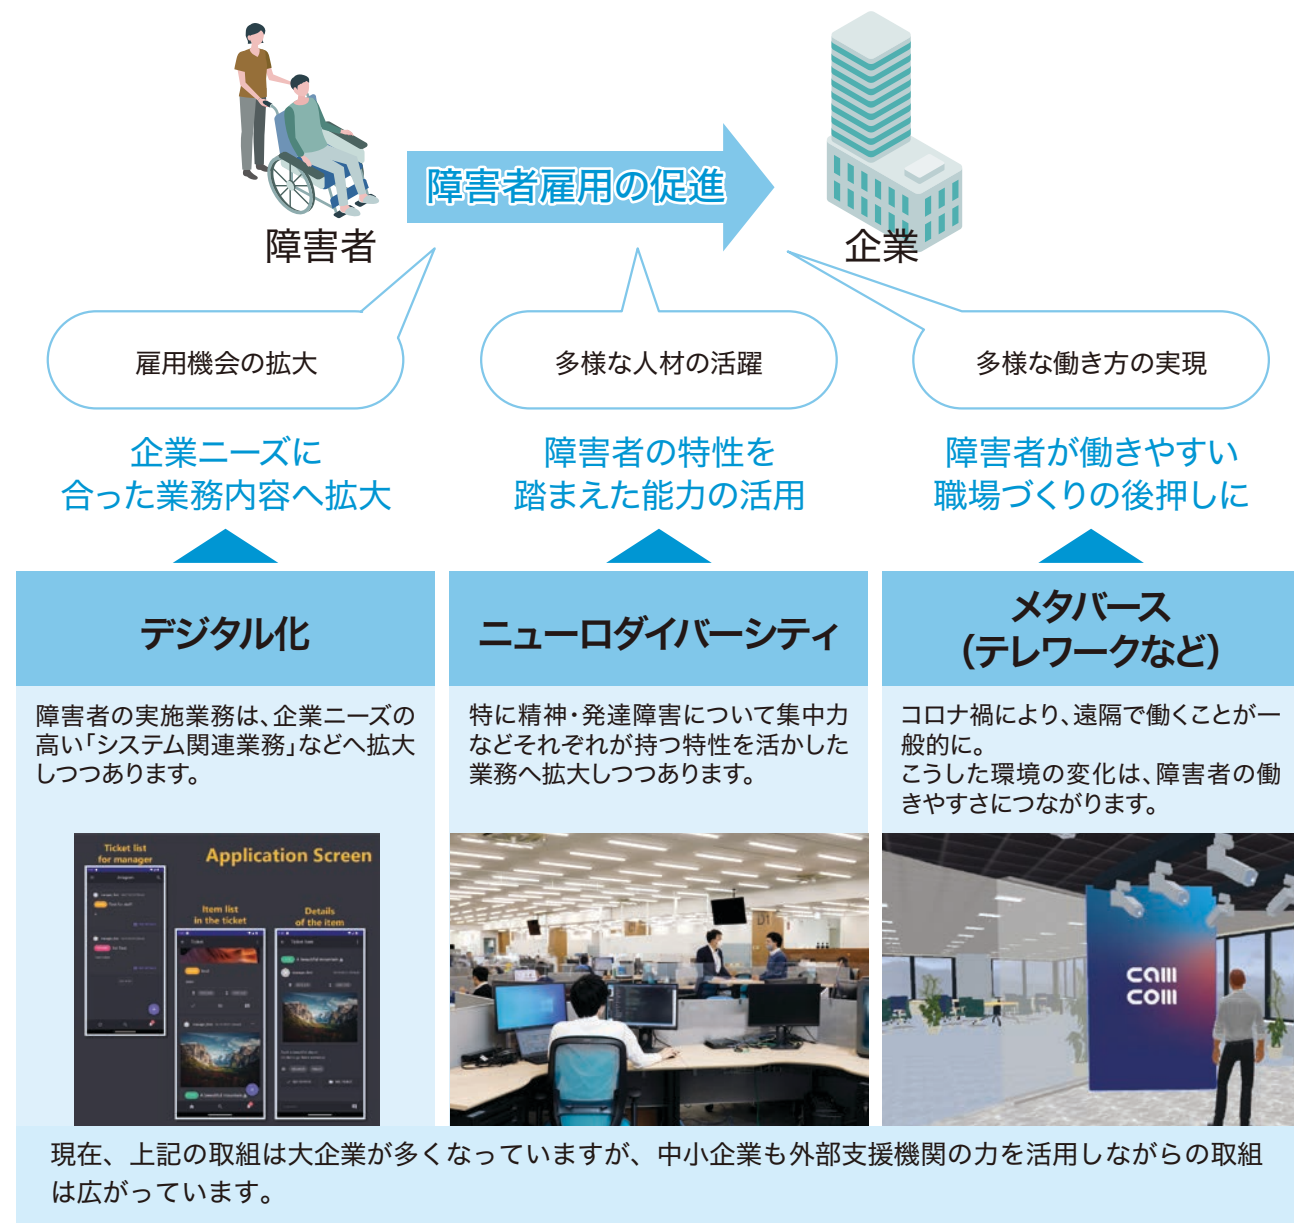 障害者雇用の促進
障害者
企業
雇用機会の拡大
多様な人材の活躍
多様な働き方の実現
企業ニーズに
合った業務内容へ拡大
障害者の特性を
踏まえた能力の活用
障害者が働きやすい
職場づくりの後押しに
デジタル化
障害者の実施業務は、企業ニーズの
高い「システム関連業務」などへ拡大
しつつあります。
Ticket list
for manager
Application Screen
Item list
in the ticket
Details
of the item
ニューロダイバーシティ
特に精神・発達障害について集中力
などそれぞれが持つ特性を活かした
業務へ拡大しつつあります。
メタバース
(テレワークなど)
コロナ禍により、遠隔で働くことが一
般的に。
こうした環境の変化は、障害者の働
きやすさにつながります。
cam
com
現在、上記の取組は大企業が多くなっていますが、中小企業も外部支援機関の力を活用しながらの取組
は広がっています。